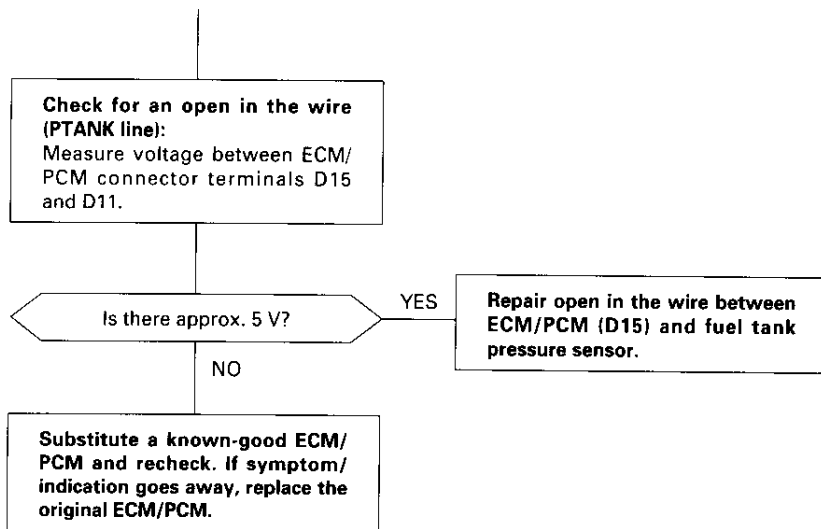 Check for an open in the wire
(PTANK line):
Measure voltage between ECM/
PCM connector terminals D15
and D11.
Is there approx. 5 V?
YES
Repair open in the wire between
ECM/PCM (D15) and fuel tank
pressure sensor.
NO
Substitute a known-good ECM/
PCM and recheck. If symptom/
indication goes away, replace the
original ECM/PCM.